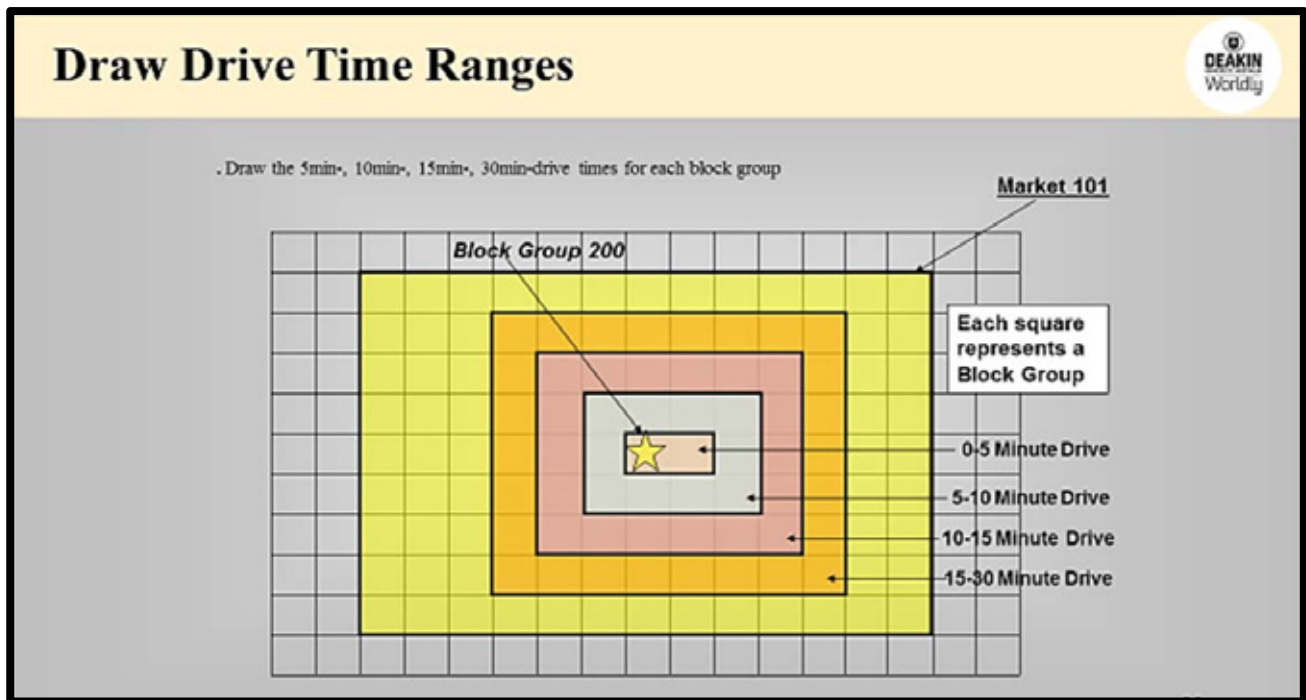 Draw Drive Time Ranges
DEAKIN
Worldly
. Draw the 5min-, 10min-, 15min-, 30min-drive times for each block group
Market 101
Block Group 200
Each square
represents a
Block Group
0-5 Minute Drive
5-10 Minute Drive
10-15 Minute Drive
15-30 Minute Drive